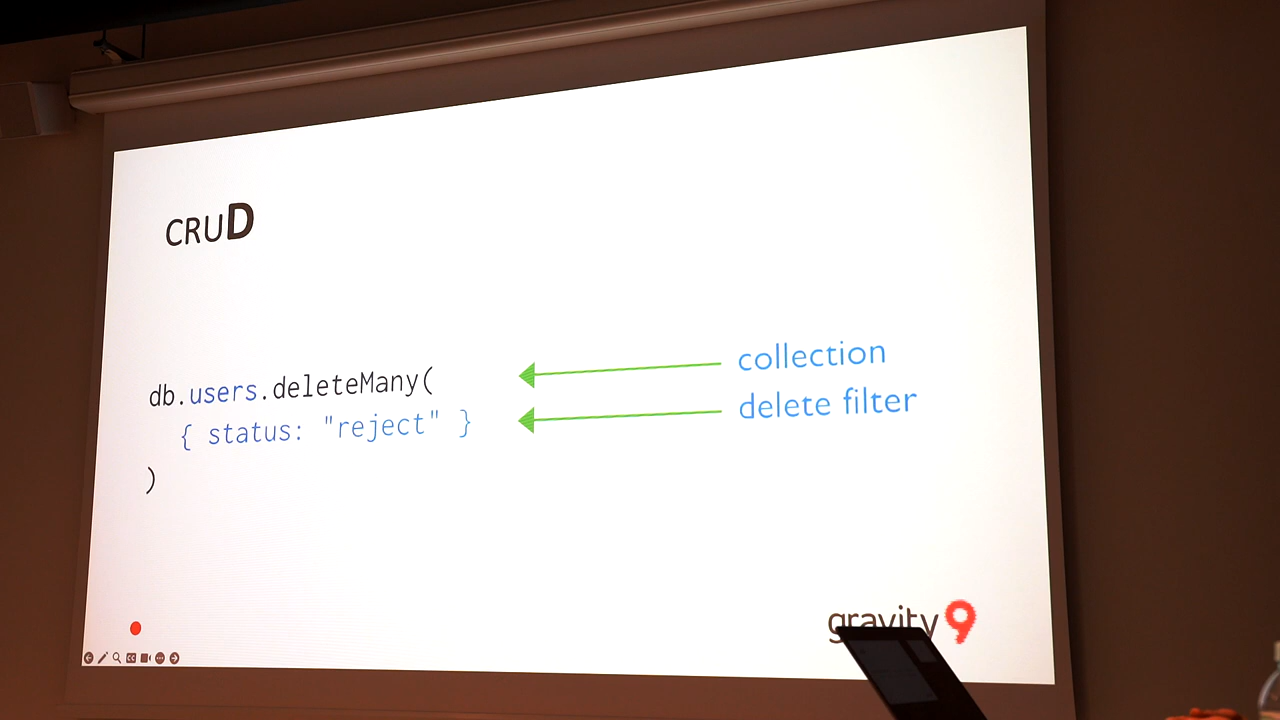 CRUD
db.users.deleteMany(
{ status: "reject" }
)
collection
delete filter
gravity9